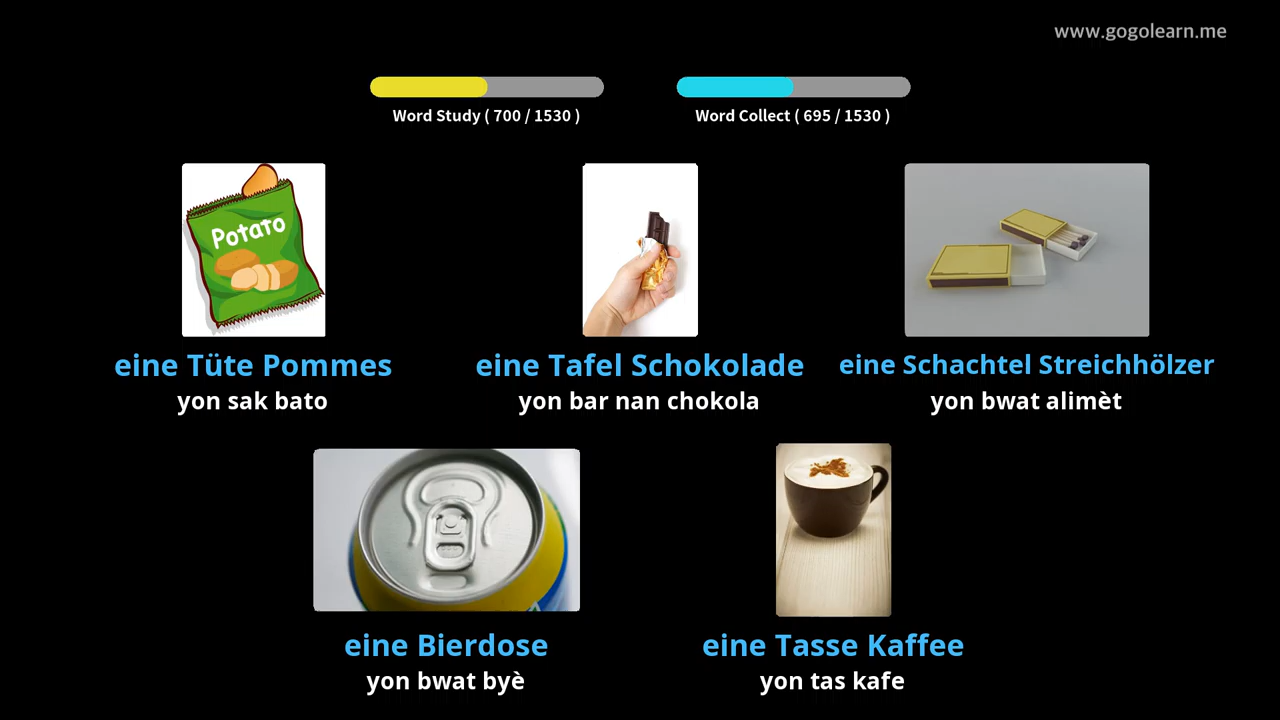 www.gogolearn.me
Word Study ( 700 / 1530 )
Word Collect ( 695 / 1530 )
Potato
eine Tüte Pommes
yon sak bato
eine Tafel Schokolade
yon bar nan chokola
eine Schachtel Streichhölzer
yon bwat alimèt
eine Bierdose
yon bwat byè
eine Tasse Kaffee
yon tas kafe